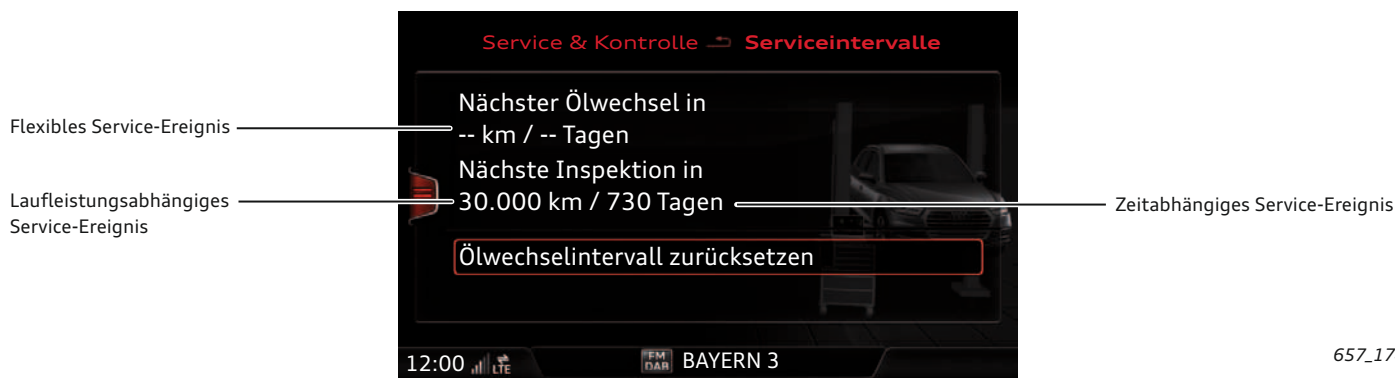 Service & Kontrolle Serviceintervalle
Nächster Ölwechsel in
Flexibles Service-Ereignis
-- km / -- Tagen
Nächste Inspektion in
Laufleistungsabhängiges
Service-Ereignis
30.000 km / 730 Tagen
Zeitabhängiges Service-Ereignis
Ölwechselintervall zurücksetzen
12:00 LTE
FM
DAB
BAYERN 3
657_17